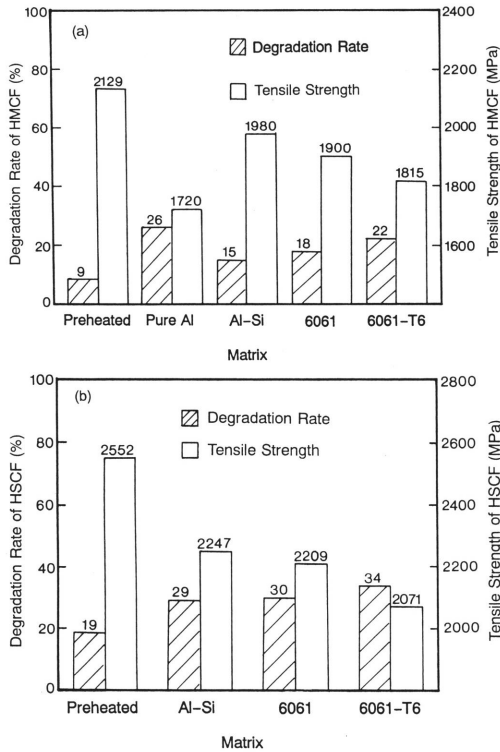 (a)
Degradation Rate of HMCF (%)
100
80
60
40
20
0
Degradation Rate
Tensile Strength
2129
9
26
1720
15
1980
18
1900
22
1815
2400
2200
2000
1800
1600
Tensile Strength of HMCF (MPa)
Preheated Pure Al Al-Si 6061 6061-T6
Matrix
(b)
Degradation Rate of HSCF (%)
100
80
60
40
20
0
Degradation Rate
Tensile Strength
2552
19
29
2247
30
2209
34
2071
2800
2600
2400
2200
2000
Tensile Strength of HSCF (MPa)
Preheated Al-Si 6061 6061-T6
Matrix